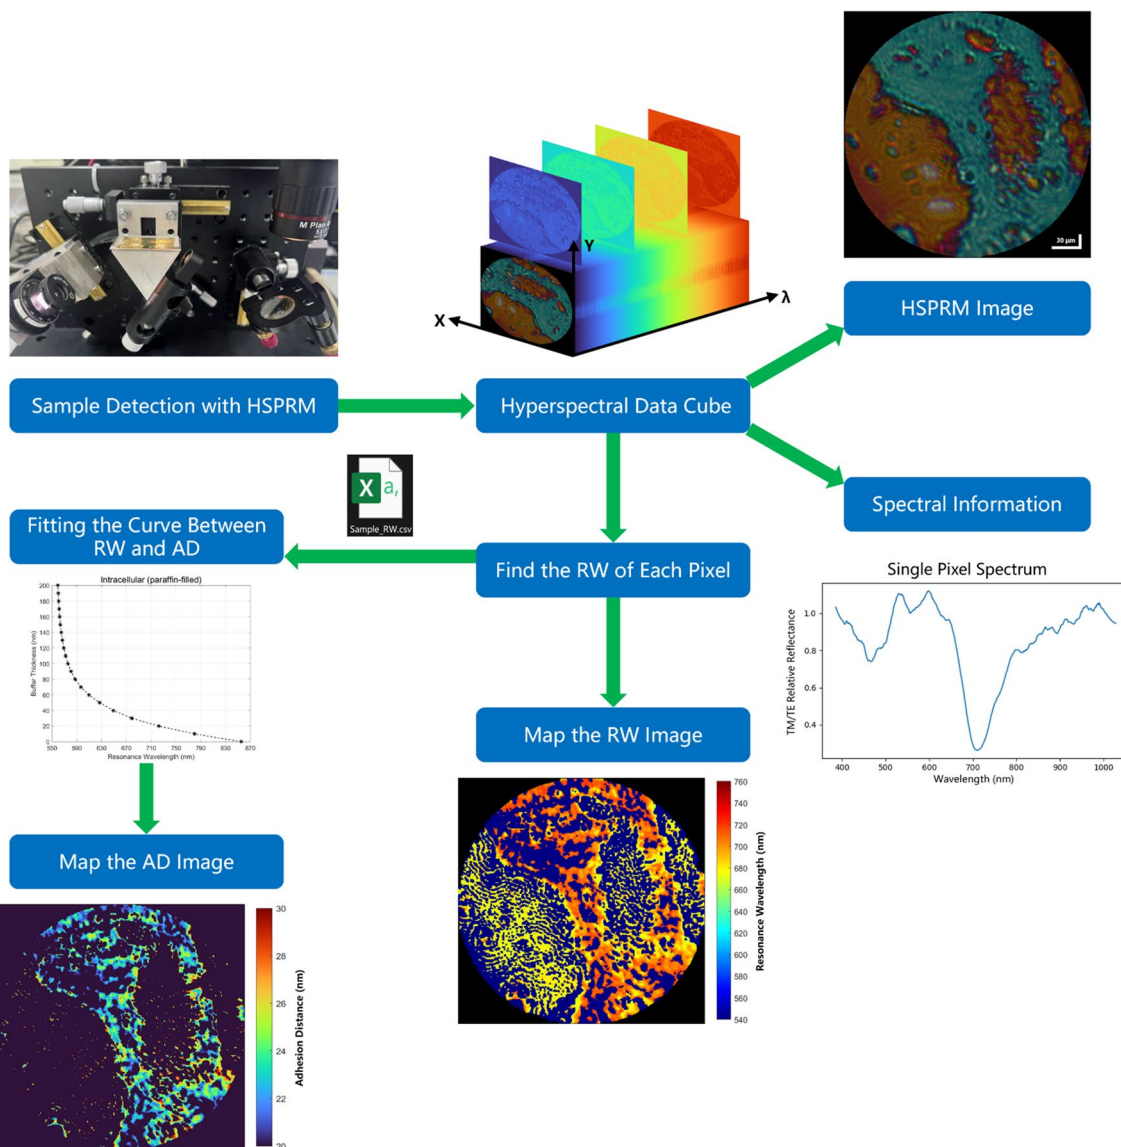 30 μm
M Plan
Y
X
λ
HSPRM Image
Sample Detection with HSPRM
Hyperspectral Data Cube
X a,
Sample_RW.csv
Spectral Information
Fitting the Curve Between
RW and AD
Find the RW of Each Pixel
Intracellular (paraffin-filled)
200
180
160
140
120
100
80
60
40
20
0
Buffer Thickness (nm)
550 590 630 670 710 750 790 830 870
Resonance Wavelength (nm)
Single Pixel Spectrum
1.0
0.8
0.6
0.4
TM/TE Relative Reflectance
400 500 600 700 800 900 1000
Wavelength (nm)
Map the RW Image
760
740
720
700
680
660
640
620
600
580
560
540
Resonance Wavelength (nm)
Map the AD Image
30
28
26
24
22
20
Adhesion Distance (nm)